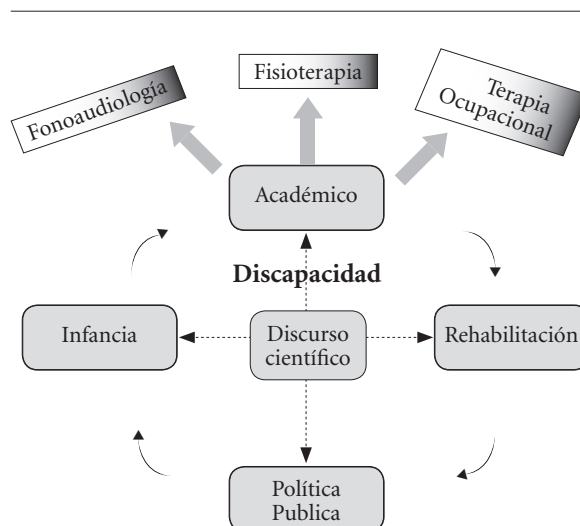 Fonoaudiología
Fisioterapia
Terapia
Ocupacional
Académico
Discapacidad
Infancia
Discurso
científico
Rehabilitación
Política
Publica